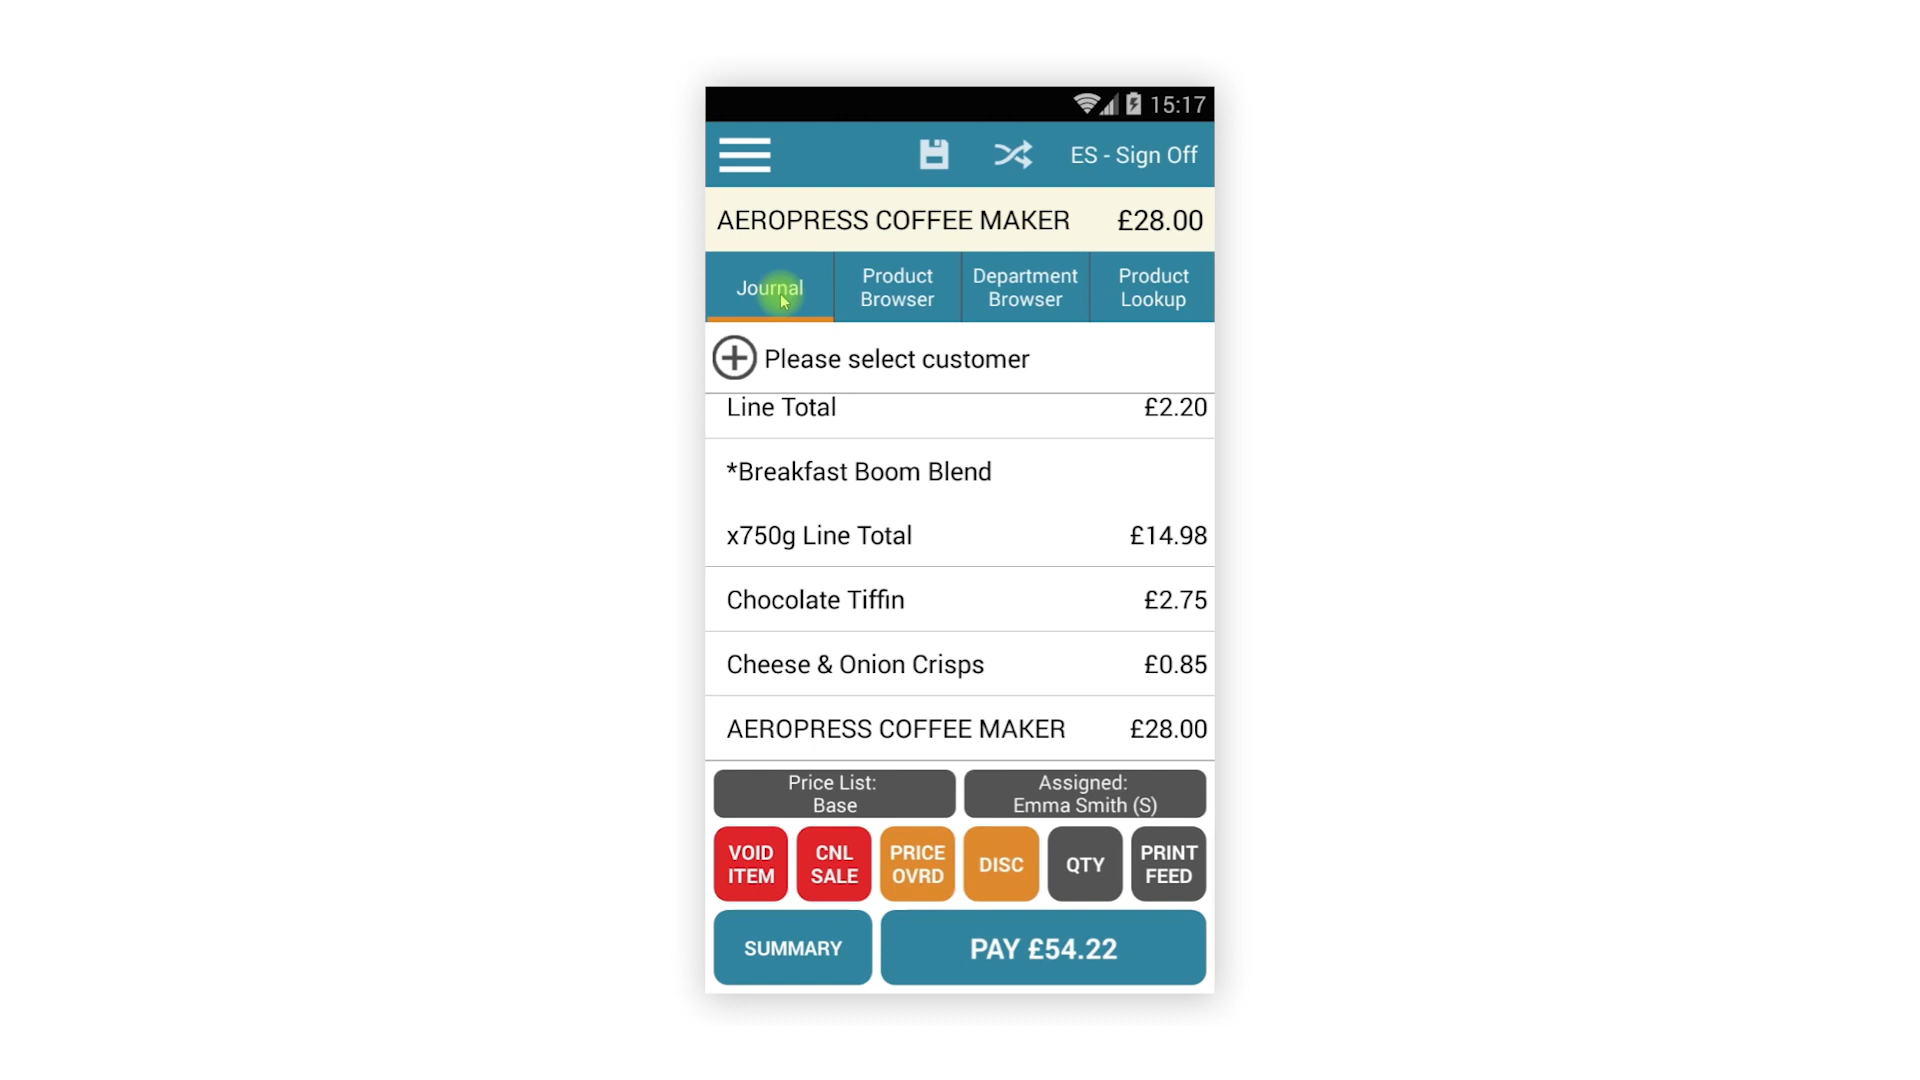 15:17
ES - Sign Off
AEROPRESS COFFEE MAKER £28.00
Journal
Product Browser
Department Browser
Product Lookup
Please select customer
Line Total £2.20
*Breakfast Boom Blend
x750g Line Total £14.98
Chocolate Tiffin £2.75
Cheese & Onion Crisps £0.85
AEROPRESS COFFEE MAKER £28.00
Price List:
Base
Assigned:
Emma Smith (S)
VOID ITEM
CNL SALE
PRICE OVRD
DISC
QTY
PRINT FEED
SUMMARY
PAY £54.22